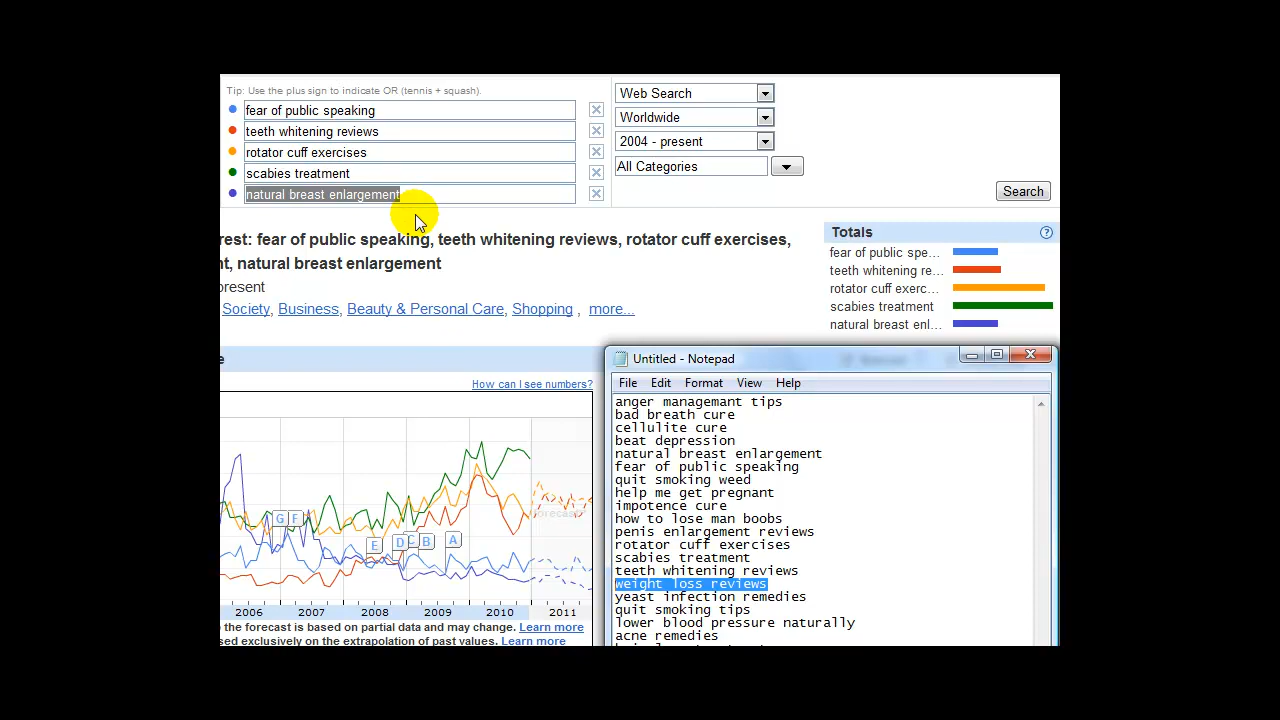 Tip: Use the plus sign to indicate OR (tennis + squash).
fear of public speaking
teeth whitening reviews
rotator cuff exercises
scabies treatment
natural breast enlargement
Web Search
Worldwide
2004 - present
All Categories
Search
rest: fear of public speaking, teeth whitening reviews, rotator cuff exercises,
t, natural breast enlargement
present
Society, Business, Beauty & Personal Care, Shopping , more...
Totals ?
fear of public spe...
teeth whitening re...
rotator cuff exerc...
scabies treatment
natural breast enl...
e
How can I see numbers?
G F E D C B A
Forecast
2006 2007 2008 2009 2010 2011
the forecast is based on partial data and may change. Learn more
sed exclusively on the extrapolation of past values. Learn more
Untitled - Notepad
File Edit Format View Help
anger managemant tips
bad breath cure
cellulite cure
beat depression
natural breast enlargement
fear of public speaking
quit smoking weed
help me get pregnant
impotence cure
how to lose man boobs
penis enlargement reviews
rotator cuff exercises
scabies treatment
teeth whitening reviews
weight loss reviews
yeast infection remedies
quit smoking tips
lower blood pressure naturally
acne remedies